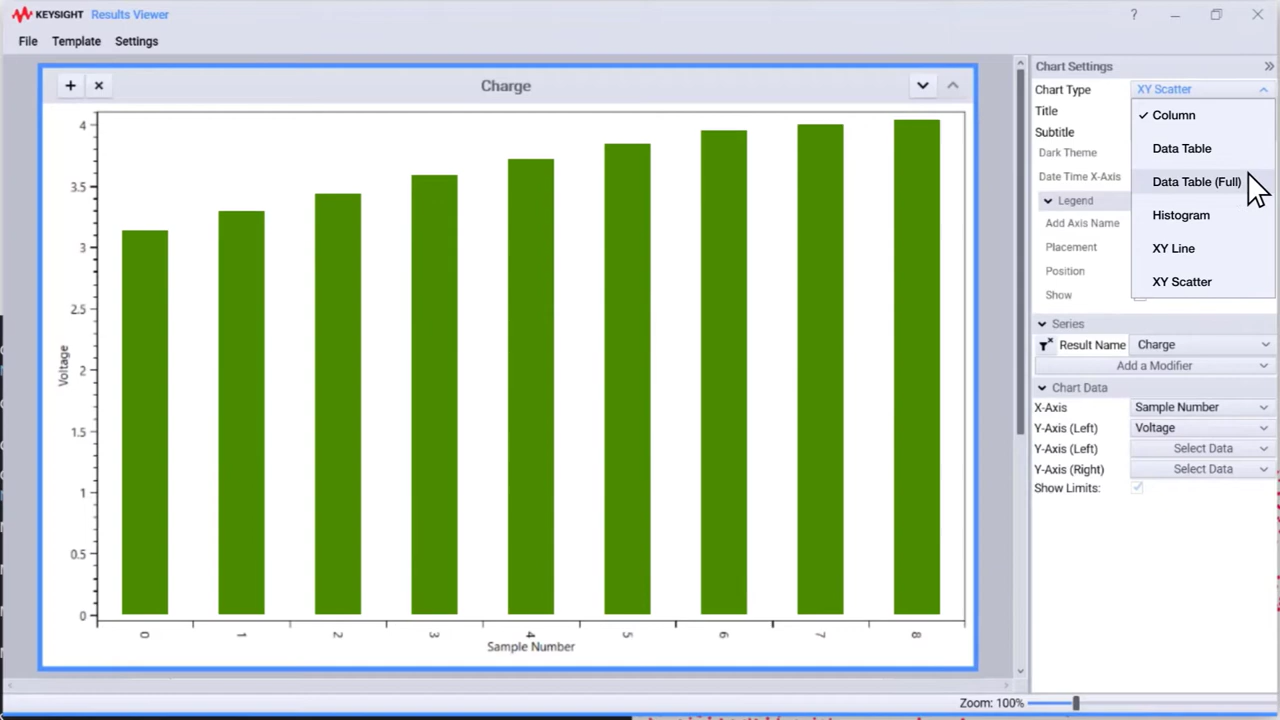 KEYSIGHT Results Viewer
?
File Template Settings
+ × Charge
4
3.5
3
2.5
2
1.5
1
0.5
0
Voltage
0 1 2 3 4 5 6 7 8
Sample Number
Chart Settings
Chart Type XY Scatter
Title
Subtitle
Dark Theme
Date Time X-Axis
Legend
Add Axis Name
Placement
Position
Show
✓ Column
Data Table
Data Table (Full)
Histogram
XY Line
XY Scatter
Series
Result Name Charge
Add a Modifier
Chart Data
X-Axis Sample Number
Y-Axis (Left) Voltage
Y-Axis (Left) Select Data
Y-Axis (Right) Select Data
Show Limits:
Zoom: 100%